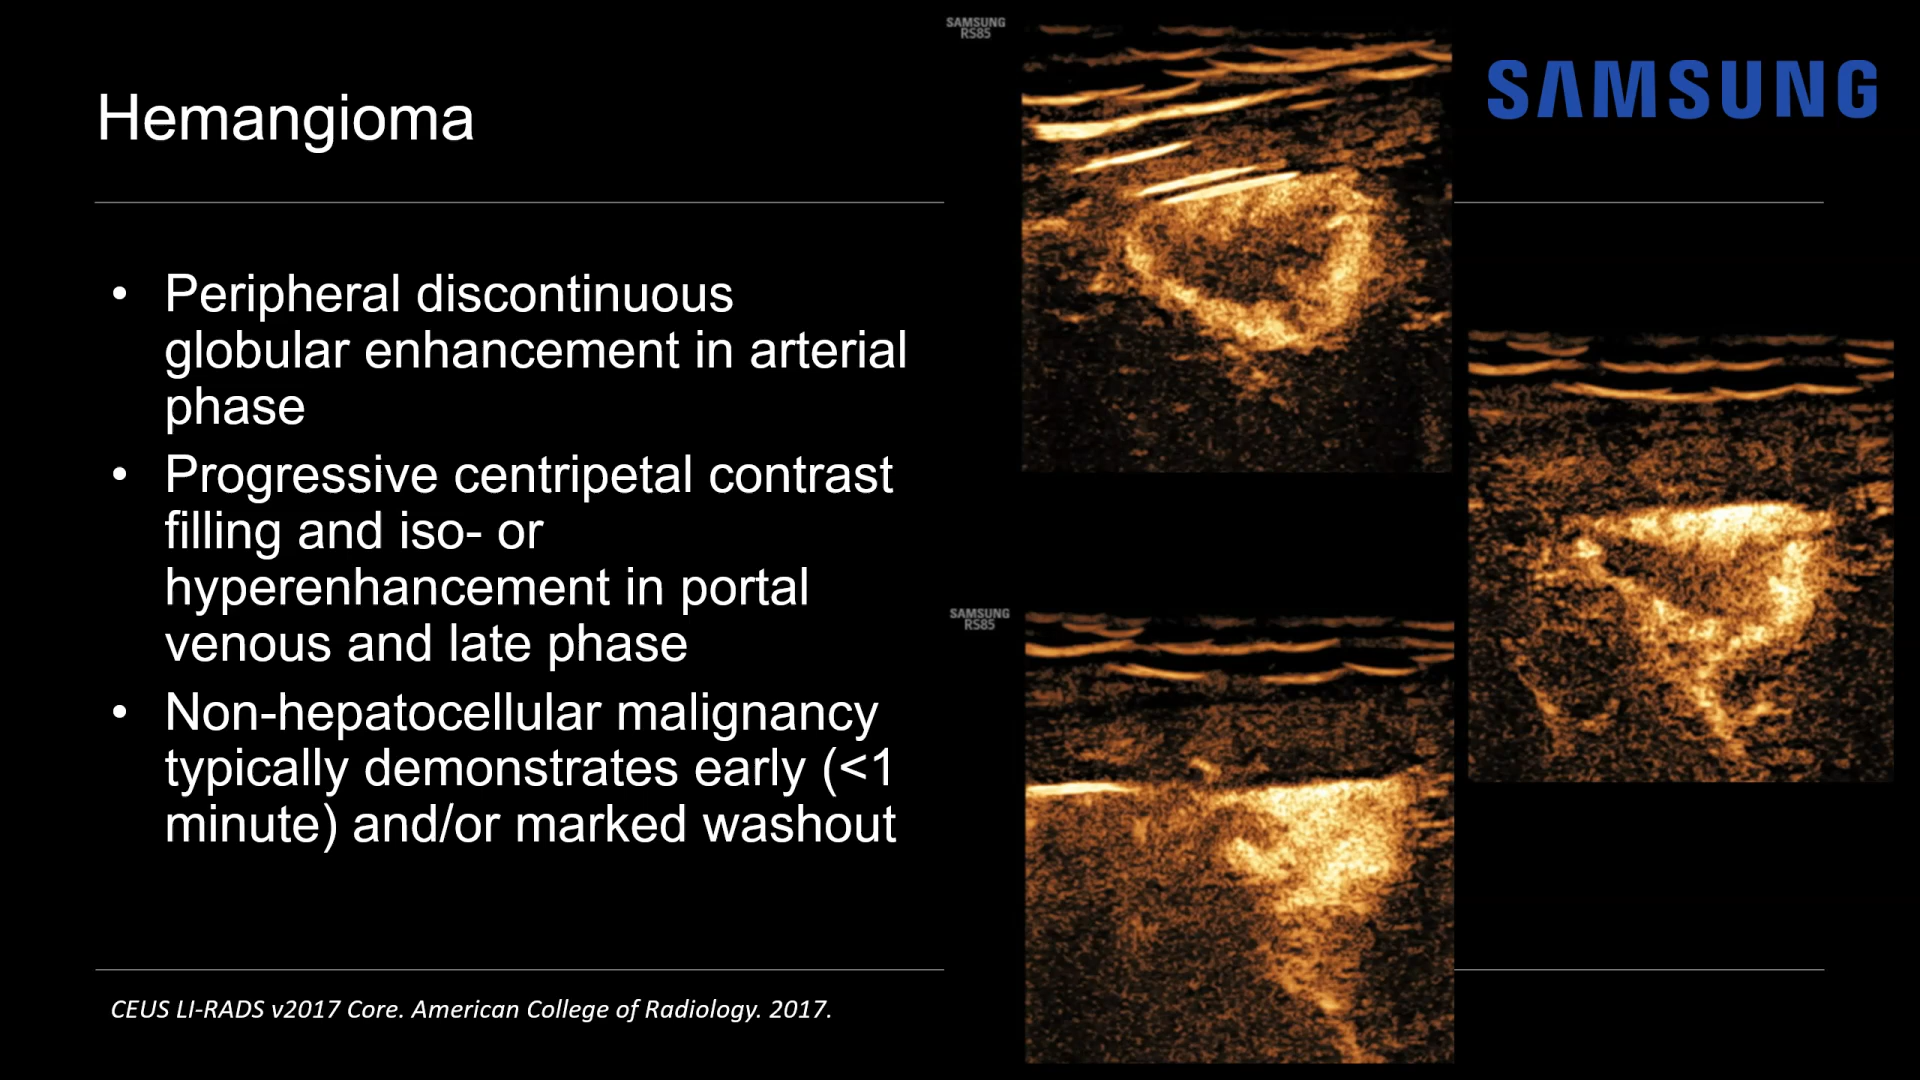 Hemangioma
• Peripheral discontinuous
globular enhancement in arterial
phase
• Progressive centripetal contrast
filling and iso- or
hyperenhancement in portal
venous and late phase
• Non-hepatocellular malignancy
typically demonstrates early (<1
minute) and/or marked washout
CEUS LI-RADS v2017 Core. American College of Radiology. 2017.
SAMSUNG
RS85
SAMSUNG
SAMSUNG
RS85